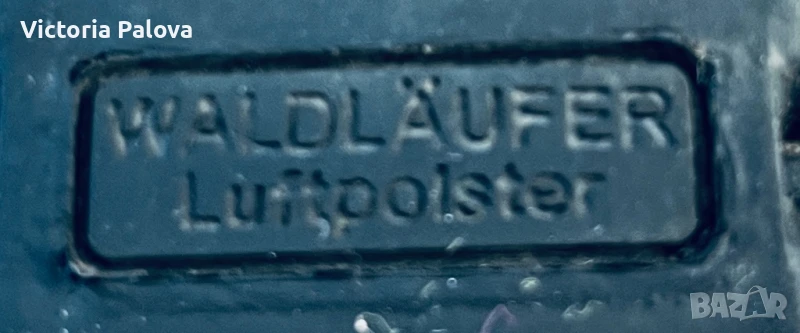 Victoria Palova
WALDLÄUFER
Luftpolster
BAZAR